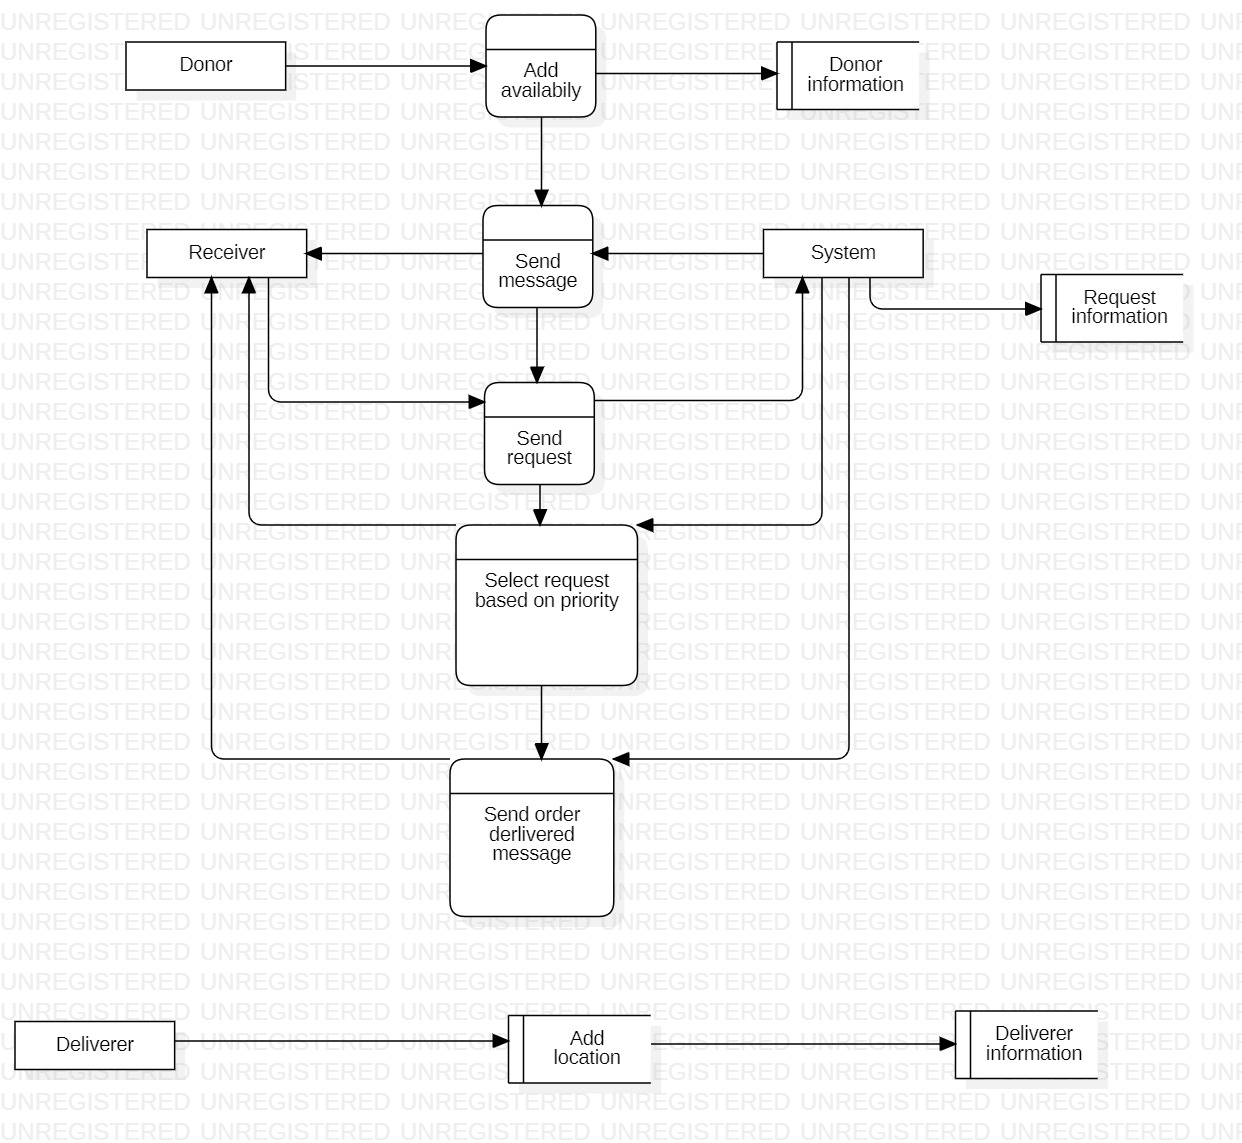 Donor
Add
availabily
Donor
information
Receiver
Send
message
System
Request
information
Send
request
Select request
based on priority
Send order
derlivered
message
Deliverer
Add
location
Deliverer
information
UNREGISTERED